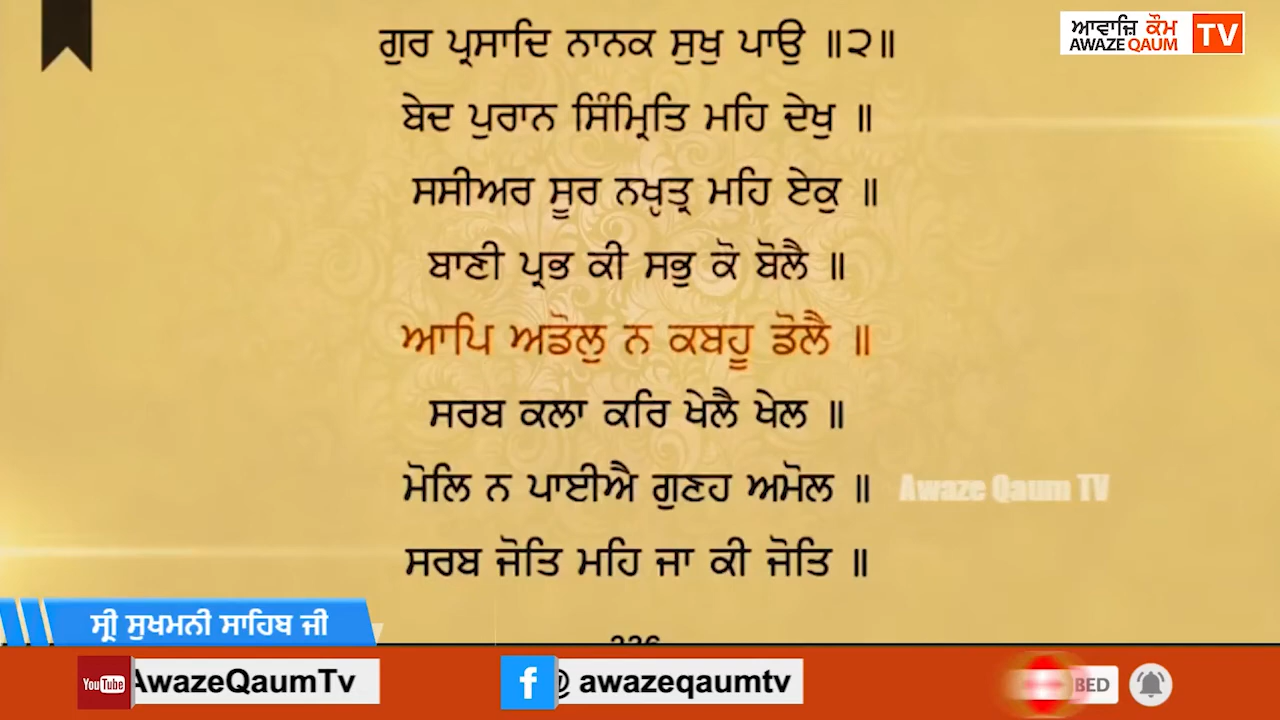 ਗੁਰ ਪ੍ਰਸਾਦਿ ਨਾਨਕ ਸੁਖੁ ਪਾਉ ॥੨॥
ਆਵਾਜ਼ਿ ਕੌਮ
AWAZE QAUM TV
ਬੇਦ ਪੁਰਾਨ ਸਿੰਮ੍ਰਿਤਿ ਮਹਿ ਦੇਖੁ ॥
ਸਸੀਅਰ ਸੂਰ ਨਖੵਤ੍ਰ ਮਹਿ ਏਕੁ ॥
ਬਾਣੀ ਪ੍ਰਭ ਕੀ ਸਭੁ ਕੋ ਬੋਲੈ ॥
ਆਪਿ ਅਡੋਲੁ ਨ ਕਬਹੂ ਡੋਲੈ ॥
ਸਰਬ ਕਲਾ ਕਰਿ ਖੇਲੈ ਖੇਲ ॥
ਮੋਲਿ ਨ ਪਾਈਐ ਗੁਣਹ ਅਮੋਲ ॥
Awaze Qaum TV
ਸਰਬ ਜੋਤਿ ਮਹਿ ਜਾ ਕੀ ਜੋਤਿ ॥
ਸ੍ਰੀ ਸੁਖਮਨੀ ਸਾਹਿਬ ਜੀ
YouTube AwazeQaumTv
f @ awazeqaumtv
BED